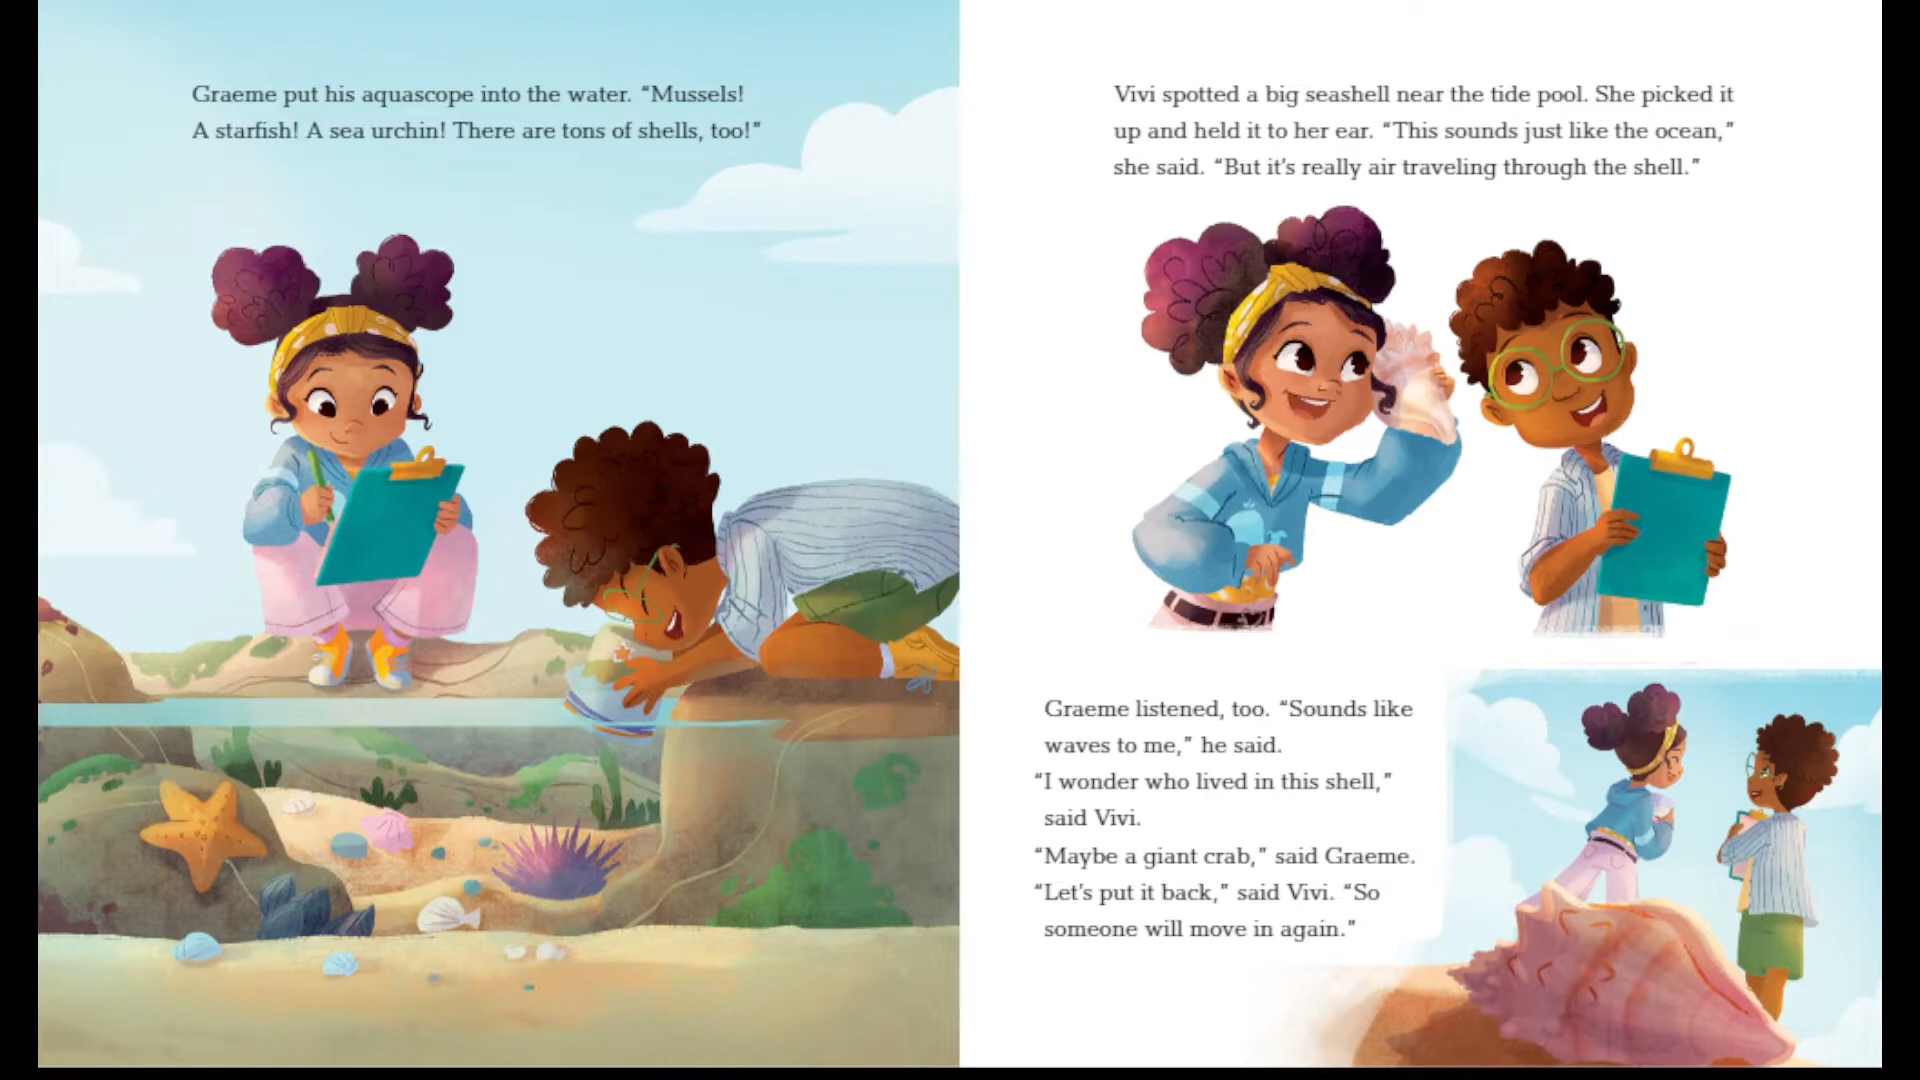 Graeme put his aquascope into the water. “Mussels!
A starfish! A sea urchin! There are tons of shells, too!”
Vivi spotted a big seashell near the tide pool. She picked it
up and held it to her ear. “This sounds just like the ocean,”
she said. “But it’s really air traveling through the shell.”
Graeme listened, too. “Sounds like
waves to me,” he said.
“I wonder who lived in this shell,”
said Vivi.
“Maybe a giant crab,” said Graeme.
“Let’s put it back,” said Vivi. “So
someone will move in again.”